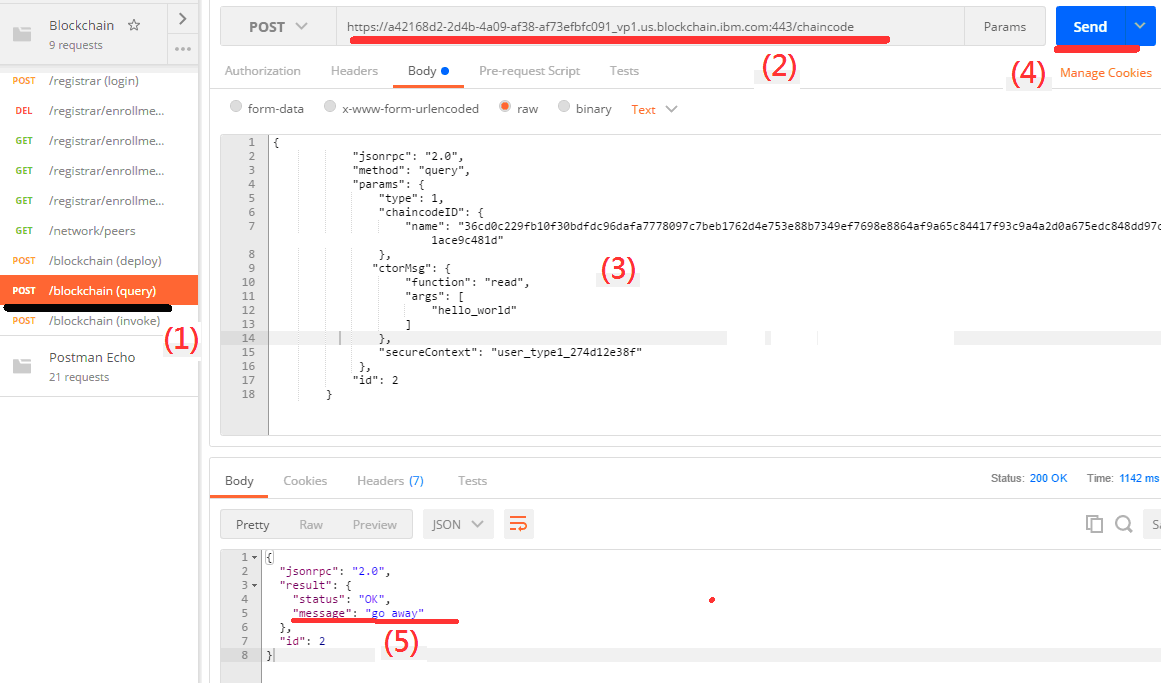 Blockchain
9 requests
POST /registrar (login)
DEL /registrar/enrollme...
GET /registrar/enrollme...
GET /registrar/enrollme...
GET /registrar/enrollme...
GET /network/peers
POST /blockchain (deploy)
POST /blockchain (query)
POST /blockchain (invoke)
(1)
Postman Echo
21 requests
POST https://a42168d2-2d4b-4a09-af38-af73efbfc091_vp1.us.blockchain.ibm.com:443/chaincode Params Send
(2)
(4)
Authorization Headers Body Pre-request Script Tests Manage Cookies
form-data x-www-form-urlencoded raw binary Text
1 {
2 "jsonrpc": "2.0",
3 "method": "query",
4 "params": {
5 "type": 1,
6 "chaincodeID": {
7 "name": "36cd0c229fb10f30bdfdc96dafa7778097c7beb1762d4e753e88b7349ef7698e8864af9a65c84417f93c9a4a2d0a675edc848dd97c
1ace9c481d"
8 },
9 "ctorMsg": {
10 "function": "read",
11 "args": [
12 "hello_world"
13 ]
14 },
15 "secureContext": "user_type1_274d12e38f"
16 },
17 "id": 2
18 }
(3)
Body Cookies Headers (7) Tests Status: 200 OK Time: 1142 ms
Pretty Raw Preview JSON Sa
1 {
2 "jsonrpc": "2.0",
3 "result": {
4 "status": "OK",
5 "message": "go away"
6 },
7 "id": 2
8 }
(5)